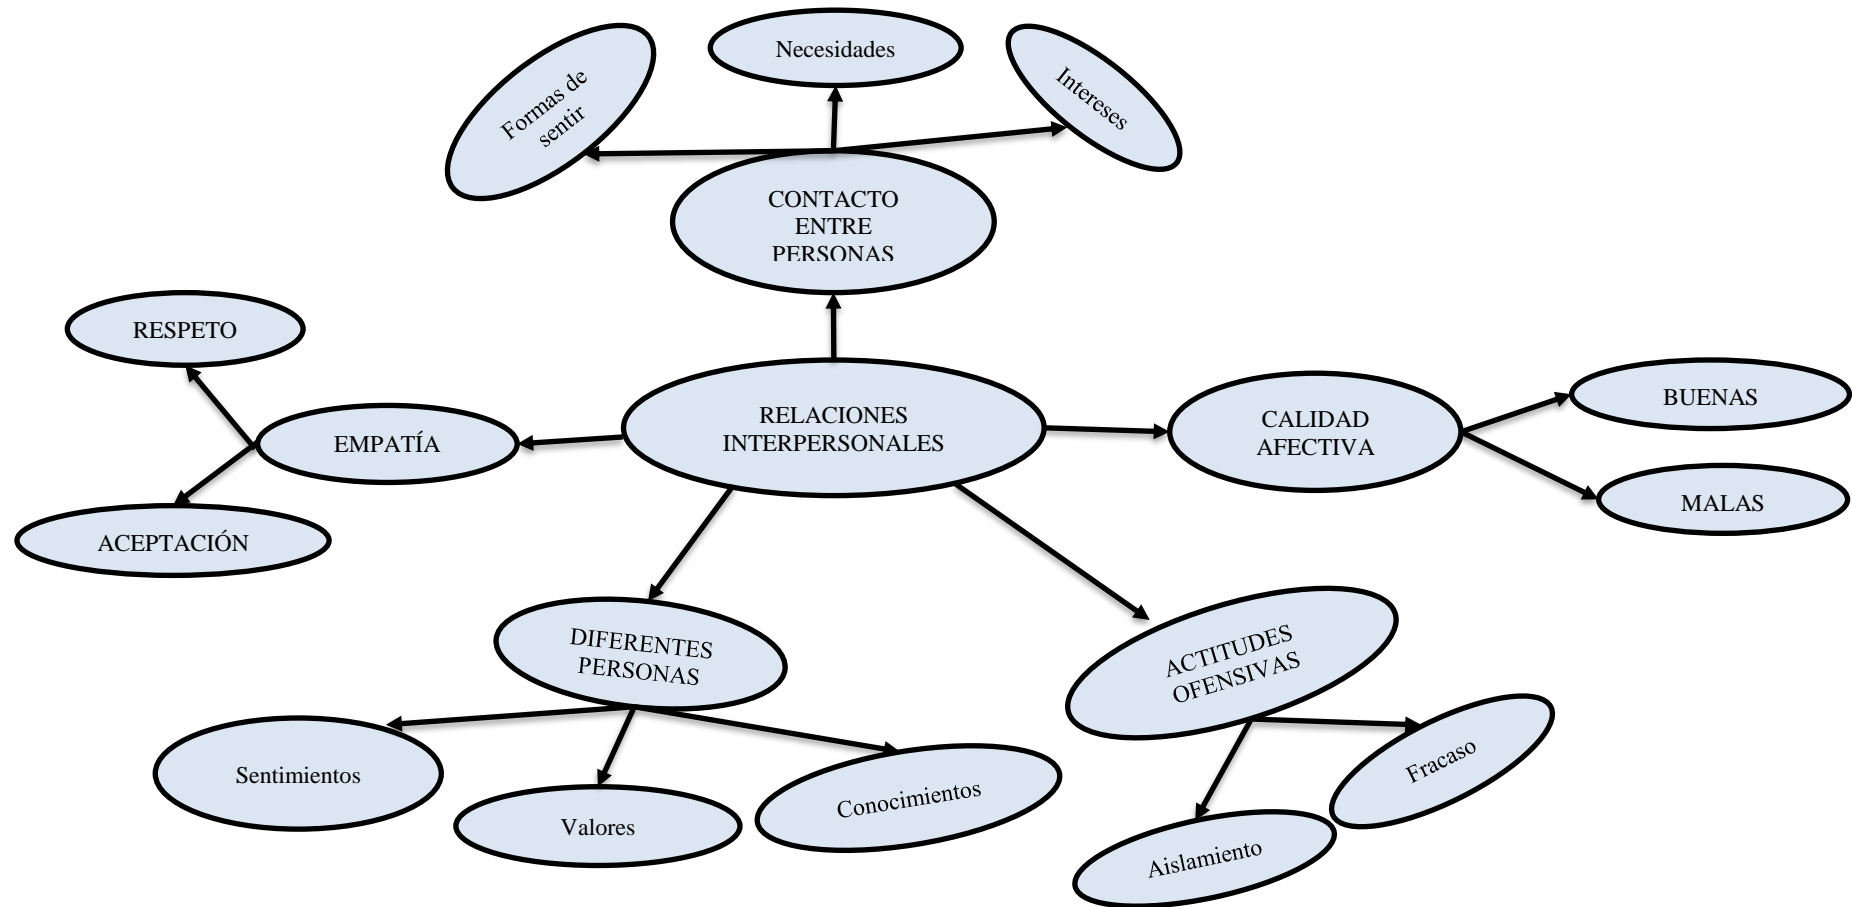 Necesidades
Formas de
sentir
Intereses
CONTACTO
ENTRE
PERSONAS
RESPETO
RELACIONES
INTERPERSONALES
CALIDAD
AFECTIVA
BUENAS
EMPATÍA
MALAS
ACEPTACIÓN
DIFERENTES
PERSONAS
ACTITUDES
OFENSIVAS
Sentimientos
Valores
Conocimientos
Fracaso
Aislamiento